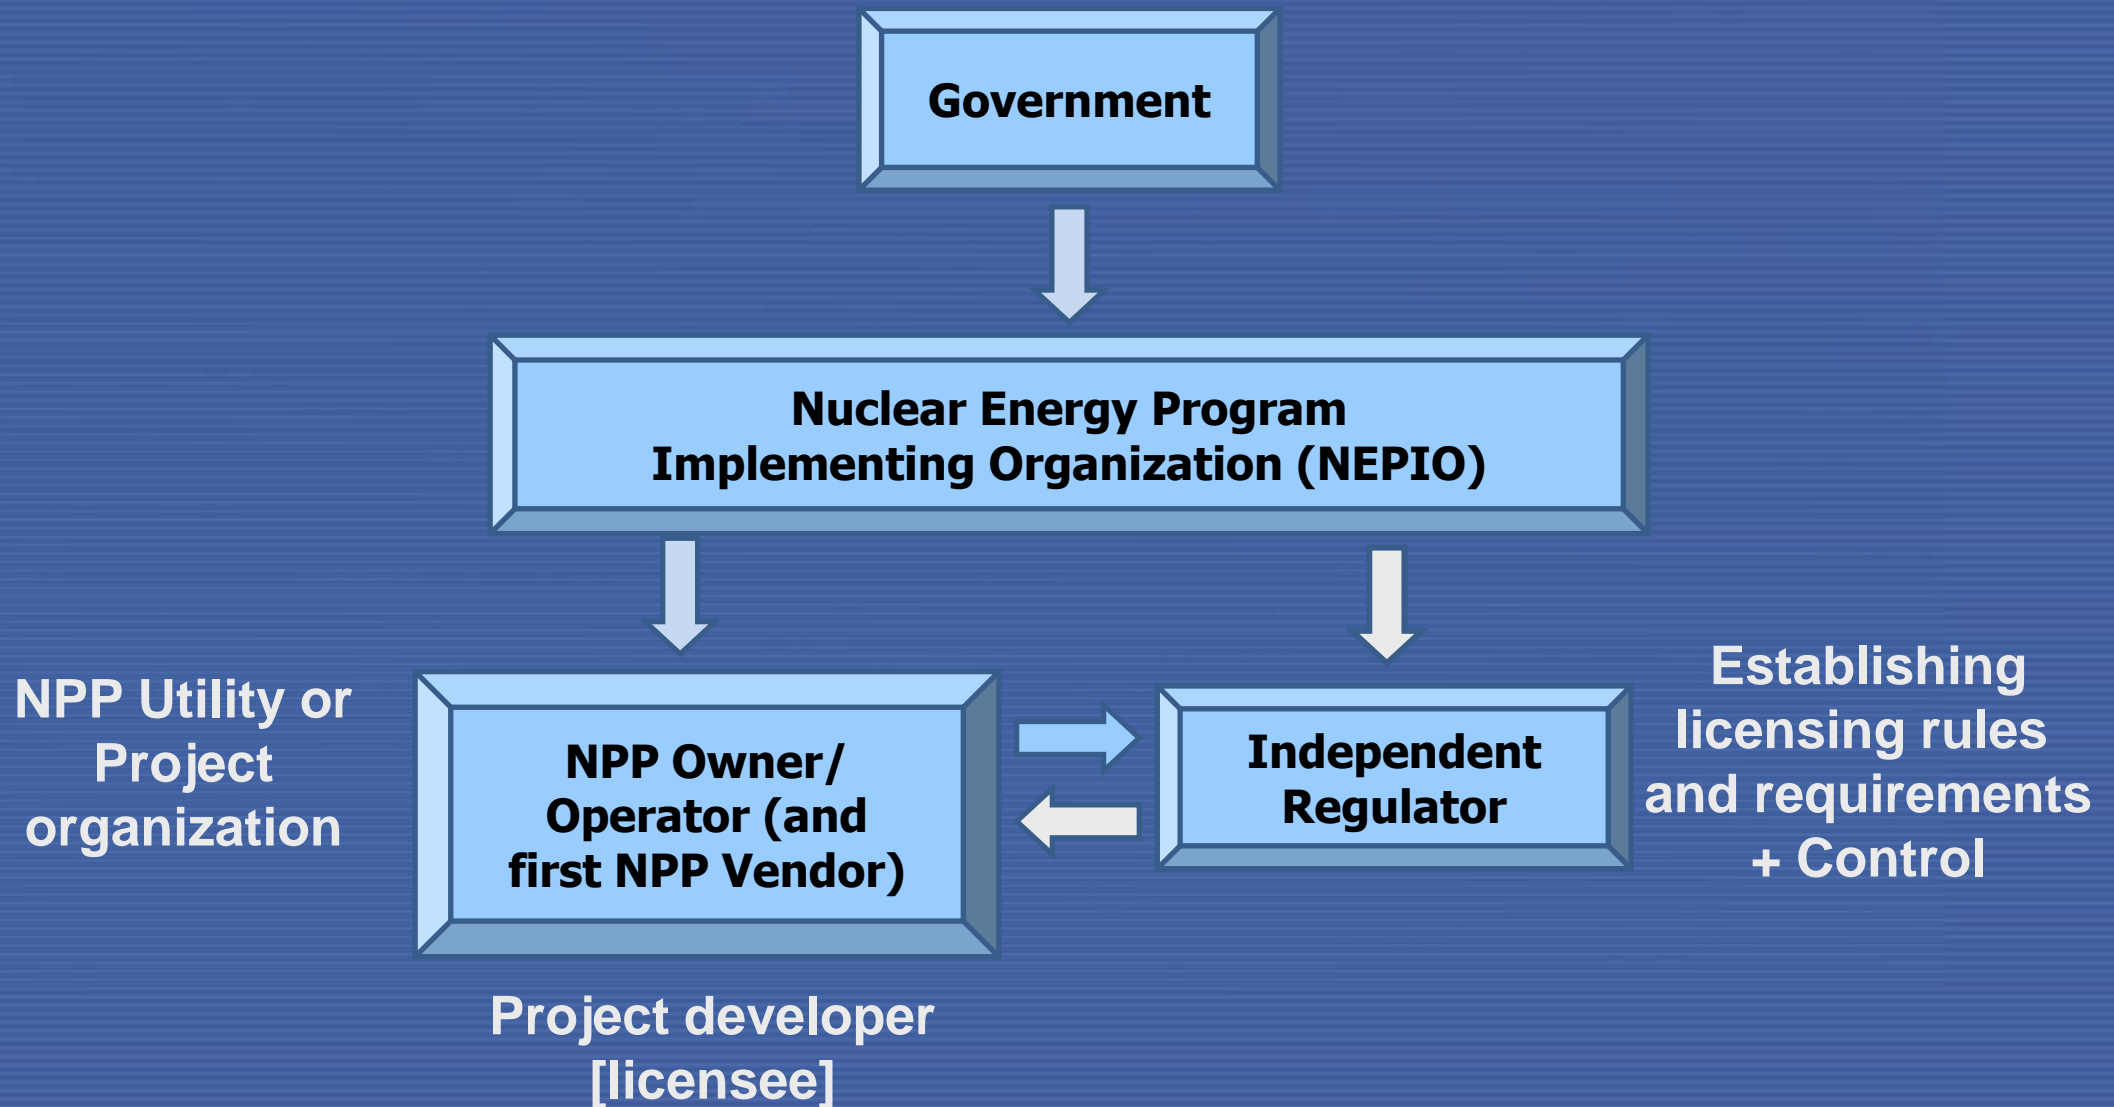 Government
Nuclear Energy Program
Implementing Organization (NEPIO)
NPP Utility or
Project
organization
NPP Owner/
Operator (and
first NPP Vendor)
Independent
Regulator
Establishing
licensing rules
and requirements
+ Control
Project developer
[licensee]